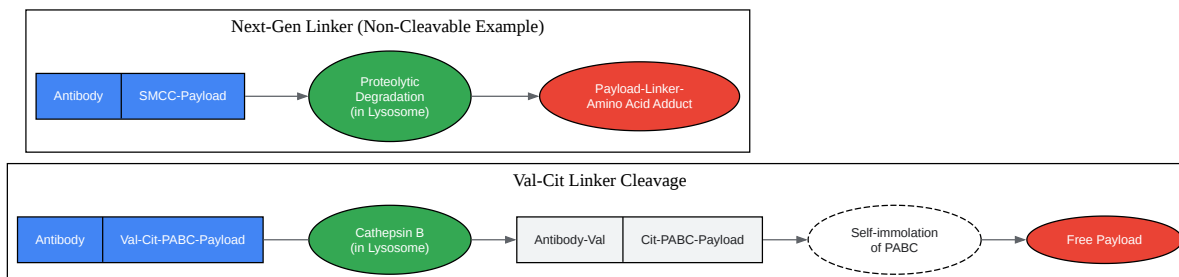 Next-Gen Linker (Non-Cleavable Example)
Antibody
SMCC-Payload
Proteolytic
Degradation
(in Lysosome)
Payload-Linker-
Amino Acid Adduct
Val-Cit Linker Cleavage
Antibody
Val-Cit-PABC-Payload
Cathepsin B
(in Lysosome)
Antibody-Val
Cit-PABC-Payload
Self-immolation
of PABC
Free Payload